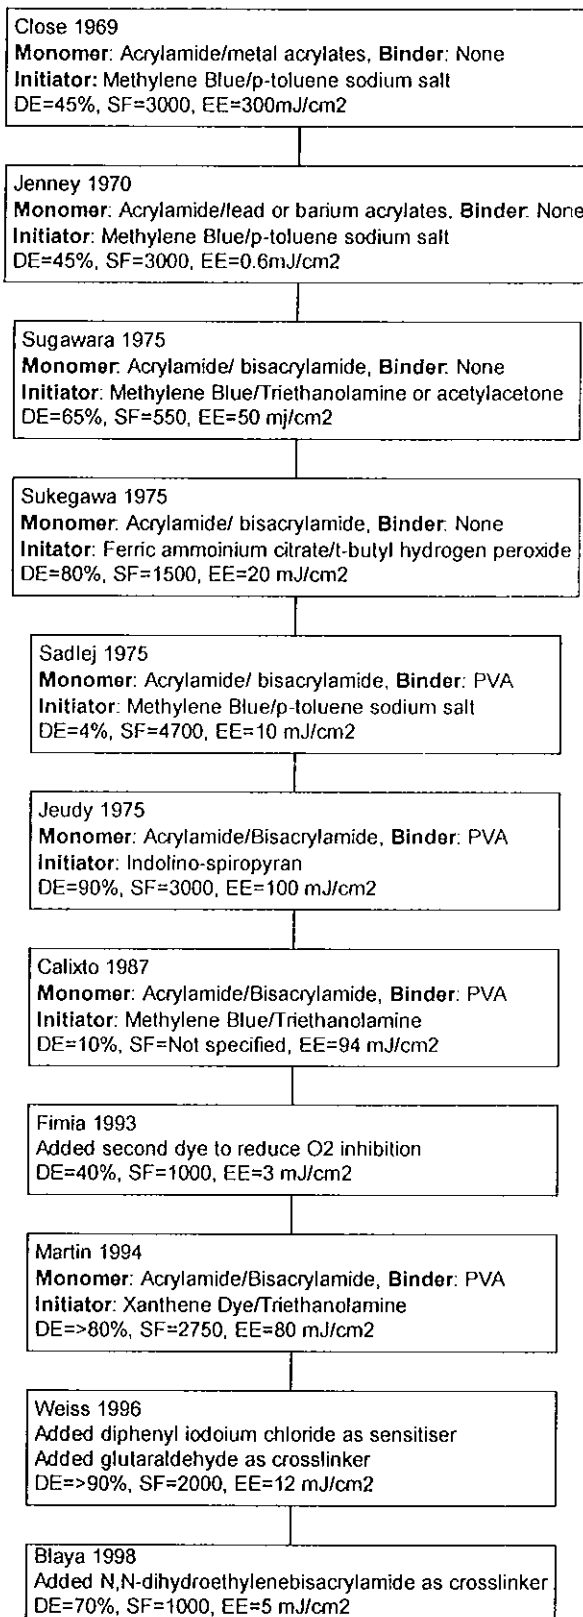 Close 1969
Monomer: Acrylamide/metal acrylates, Binder: None
Initiator: Methylene Blue/p-toluene sodium salt
DE=45%, SF=3000, EE=300mJ/cm2
Jenney 1970
Monomer: Acrylamide/lead or barium acrylates. Binder: None
Initiator: Methylene Blue/p-toluene sodium salt
DE=45%, SF=3000, EE=0.6mJ/cm2
Sugawara 1975
Monomer: Acrylamide/ bisacrylamide, Binder: None
Initiator: Methylene Blue/Triethanolamine or acetylacetone
DE=65%, SF=550, EE=50 mj/cm2
Sukegawa 1975
Monomer: Acrylamide/ bisacrylamide, Binder: None
Initator: Ferric ammoinium citrate/t-butyl hydrogen peroxide
DE=80%, SF=1500, EE=20 mJ/cm2
Sadlej 1975
Monomer: Acrylamide/ bisacrylamide, Binder: PVA
Initiator: Methylene Blue/p-toluene sodium salt
DE=4%, SF=4700, EE=10 mJ/cm2
Jeudy 1975
Monomer: Acrylamide/Bisacrylamide, Binder: PVA
Initiator: Indolino-spiropyran
DE=90%, SF=3000, EE=100 mJ/cm2
Calixto 1987
Monomer: Acrylamide/Bisacrylamide, Binder: PVA
Initiator: Methylene Blue/Triethanolamine
DE=10%, SF=Not specified, EE=94 mJ/cm2
Fimia 1993
Added second dye to reduce O2 inhibition
DE=40%, SF=1000, EE=3 mJ/cm2
Martin 1994
Monomer: Acrylamide/Bisacrylamide, Binder: PVA
Initiator: Xanthene Dye/Triethanolamine
DE=>80%, SF=2750, EE=80 mJ/cm2
Weiss 1996
Added diphenyl iodoium chloride as sensitiser
Added glutaraldehyde as crosslinker
DE=>90%, SF=2000, EE=12 mJ/cm2
Blaya 1998
Added N,N-dihydroethylenebisacrylamide as crosslinker
DE=70%, SF=1000, EE=5 mJ/cm2